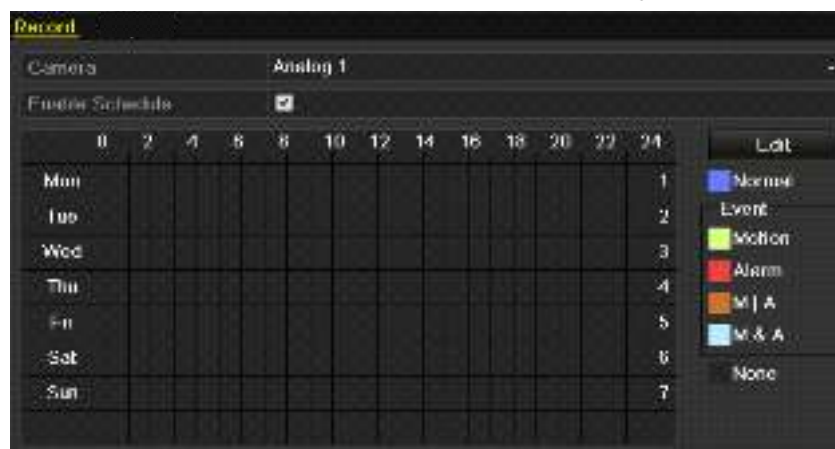 Record
Camera Analog 1
Enable Schedule
0 2 4 6 8 10 12 14 16 18 20 22 24 Edit
Mon 1 Normal
Tue 2 Event
Wed 3 Motion
Thu 4 Alarm
Fri 5 M | A
Sat 6 M & A
Sun 7 None